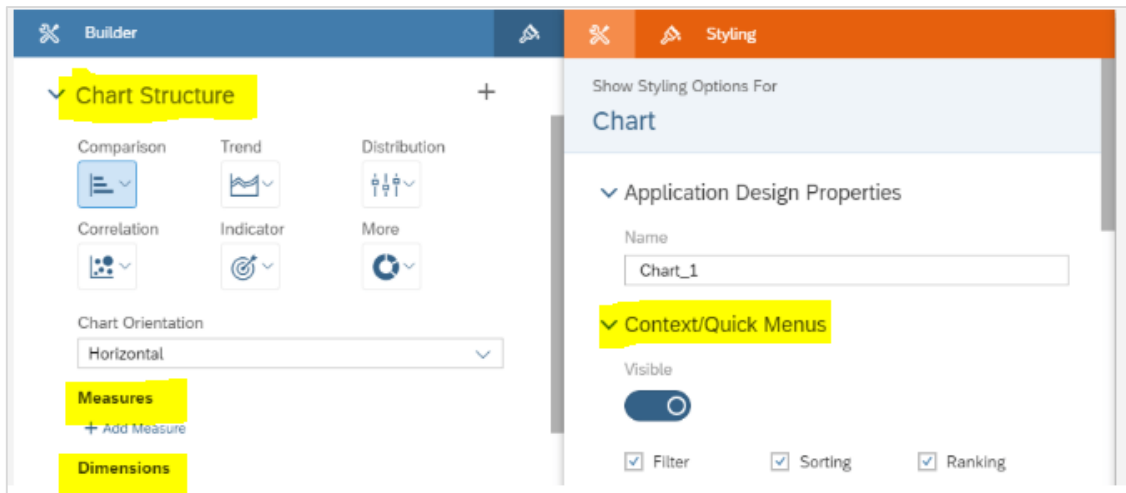 Builder
Chart Structure
Comparison Trend Distribution
Correlation Indicator More
Chart Orientation
Horizontal
Measures
+ Add Measure
Dimensions
Styling
Show Styling Options For
Chart
Application Design Properties
Name
Chart_1
Context/Quick Menus
Visible
Filter Sorting Ranking